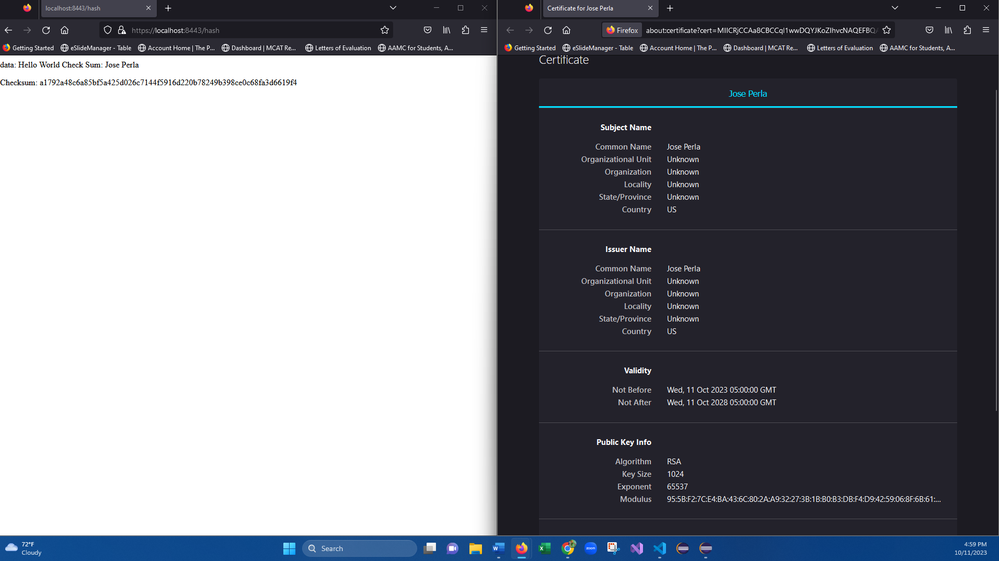 localhost:8443/hash
https://localhost:8443/hash
Getting Started eSlideManager - Table Account Home | The P... Dashboard | MCAT Re... Letters of Evaluation AAMC for Students, A...
data: Hello World Check Sum: Jose Perla
Checksum: a1792a48c6a85bf5a425d026c7144f5916d220b78249b398ce0c68fa3d6619f4
Certificate for Jose Perla
Firefox about:certificate?cert=MIICRjCCAa8CBCCql1wwDQYJKoZIhvcNAQEFBQA
Getting Started eSlideManager - Table Account Home | The P... Dashboard | MCAT Re... Letters of Evaluation AAMC for Students, A...
Certificate
Jose Perla
Subject Name
Common Name Jose Perla
Organizational Unit Unknown
Organization Unknown
Locality Unknown
State/Province Unknown
Country US
Issuer Name
Common Name Jose Perla
Organizational Unit Unknown
Organization Unknown
Locality Unknown
State/Province Unknown
Country US
Validity
Not Before Wed, 11 Oct 2023 05:00:00 GMT
Not After Wed, 11 Oct 2028 05:00:00 GMT
Public Key Info
Algorithm RSA
Key Size 1024
Exponent 65537
Modulus 95:5B:F2:7C:E4:BA:43:6C:80:2A:A9:32:27:3B:1B:B0:B3:DB:F4:D9:42:59:06:8F:6B:61:...
72°F
Cloudy
Search
zoom
4:59 PM
10/11/2023